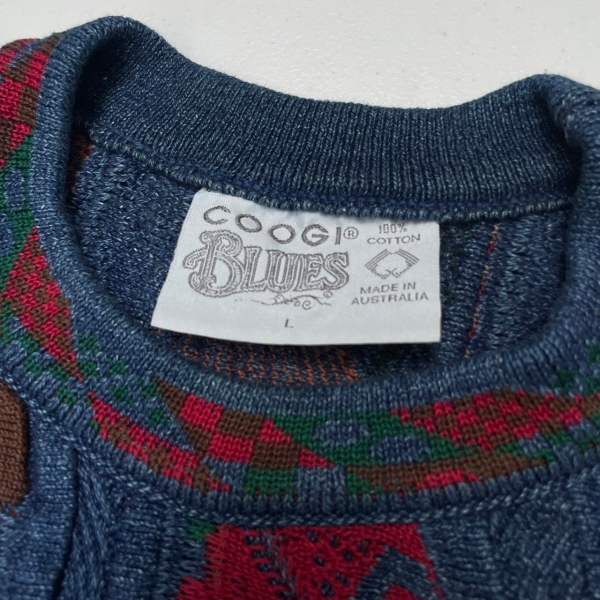 COOGI®
BLUES
L
100%
COTTON
MADE IN
AUSTRALIA